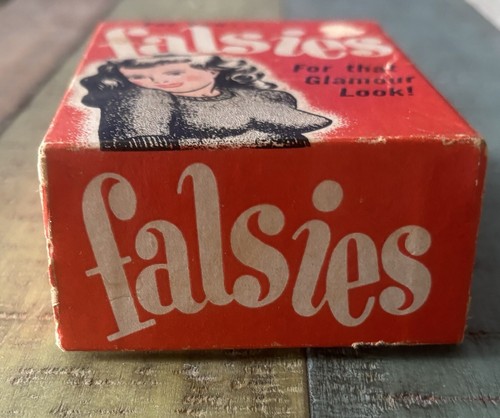 falsies
For that
Glamour
Look!
falsies